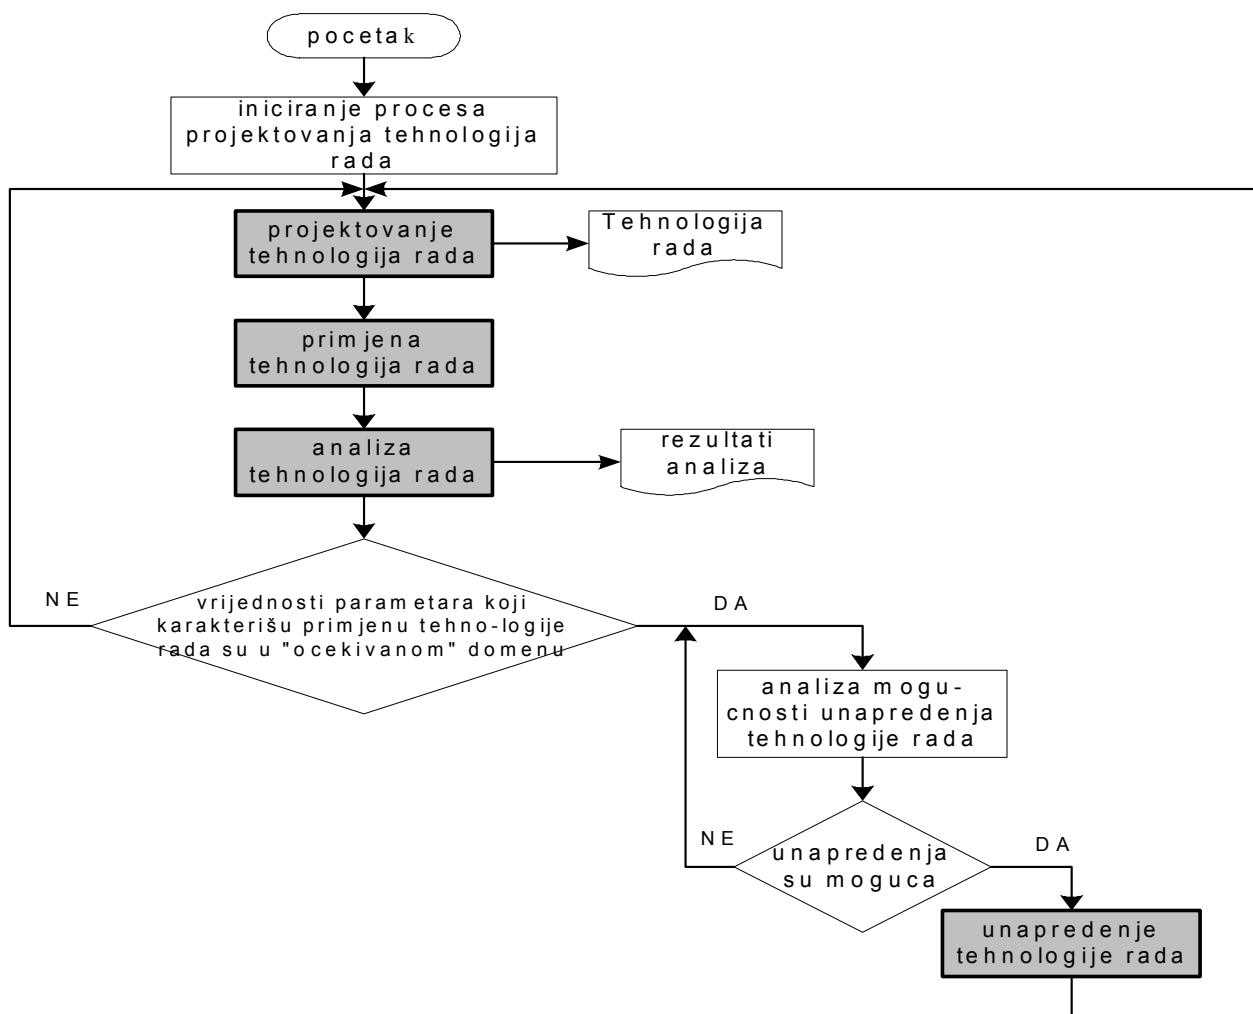 pocetak
iniciranje procesa
projektovanja tehnologija
rada
projektovanje
tehnologija rada
Tehnologija
rada
primjena
tehnologija rada
analiza
tehnologija rada
rezultati
analiza
NE
vrijednosti parametara koji
karakterišu primjenu tehno-logije
rada su u "ocekivanom" domenu
DA
analiza mogu-
cnosti unapredenja
tehnologije rada
NE
unapredenja
su moguca
DA
unapredenje
tehnologije rada